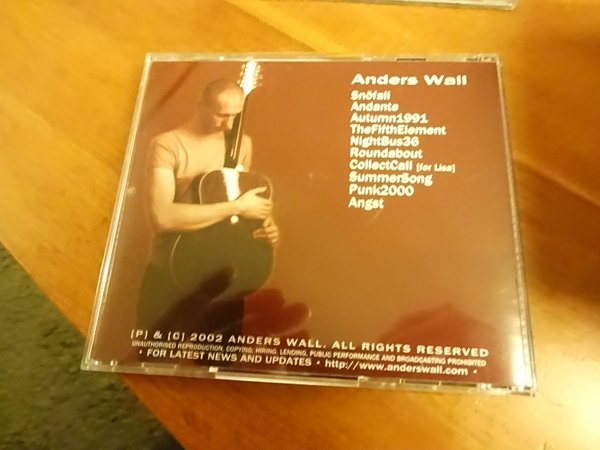 Anders Wall
Snöfall
Andante
Autumn1991
TheFifthElement
NightBus36
Roundabout
CollectCall [for Lisa]
SummerSong
Punk2000
Angst
[P] & [C] 2002 ANDERS WALL. ALL RIGHTS RESERVED
UNAUTHORISED REPRODUCTION, COPYING, HIRING, LENDING, PUBLIC PERFORMANCE AND BROADCASTING PROHIBITED
• FOR LATEST NEWS AND UPDATES • http://www.anderswall.com •